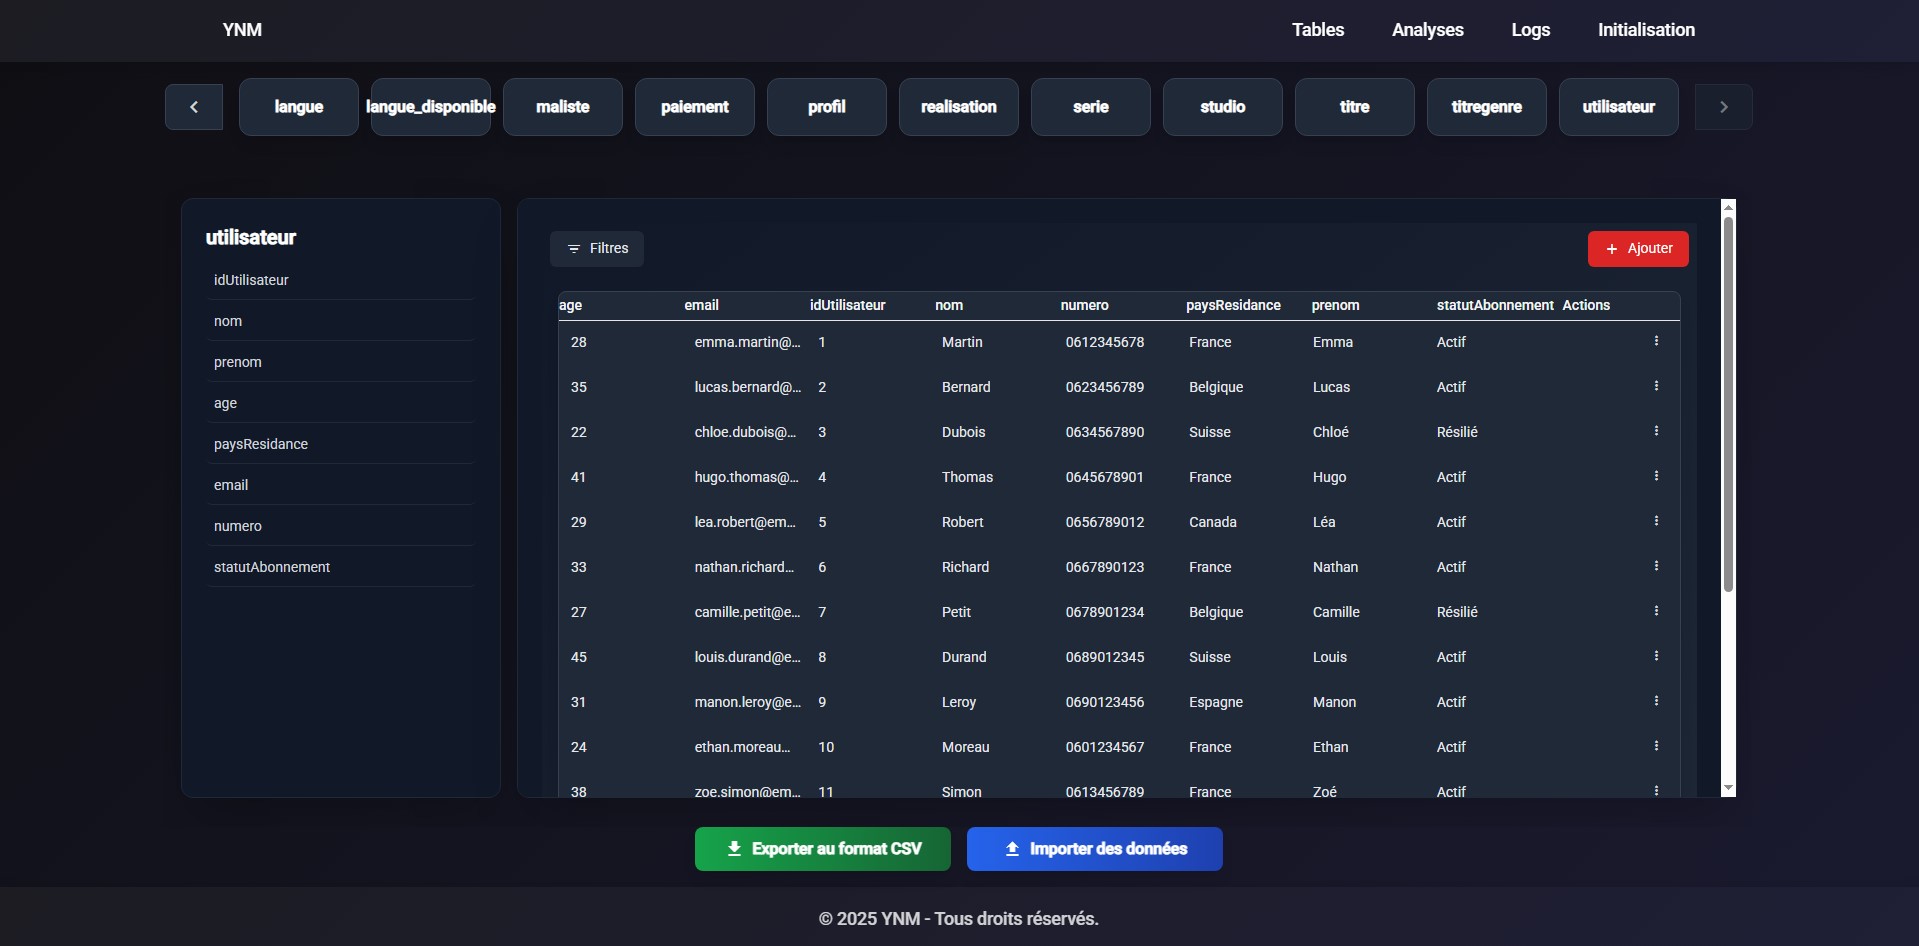 YNM Tables Analyses Logs Initialisation
langue langue_disponible maliste paiement profil realisation serie studio titre titregenre utilisateur
utilisateur
idUtilisateur
nom
prenom
age
paysResidance
email
numero
statutAbonnement
Filtres Ajouter
age email idUtilisateur nom numero paysResidance prenom statutAbonnement Actions
28 emma.martin@... 1 Martin 0612345678 France Emma Actif
35 lucas.bernard@... 2 Bernard 0623456789 Belgique Lucas Actif
22 chloe.dubois@... 3 Dubois 0634567890 Suisse Chloé Résilié
41 hugo.thomas@... 4 Thomas 0645678901 France Hugo Actif
29 lea.robert@em... 5 Robert 0656789012 Canada Léa Actif
33 nathan.richard... 6 Richard 0667890123 France Nathan Actif
27 camille.petit@e... 7 Petit 0678901234 Belgique Camille Résilié
45 louis.durand@e... 8 Durand 0689012345 Suisse Louis Actif
31 manon.leroy@e... 9 Leroy 0690123456 Espagne Manon Actif
24 ethan.moreau... 10 Moreau 0601234567 France Ethan Actif
38 zoe.simon@em... 11 Simon 0613456789 France Zoé Actif
Exporter au format CSV Importer des données
© 2025 YNM - Tous droits réservés.